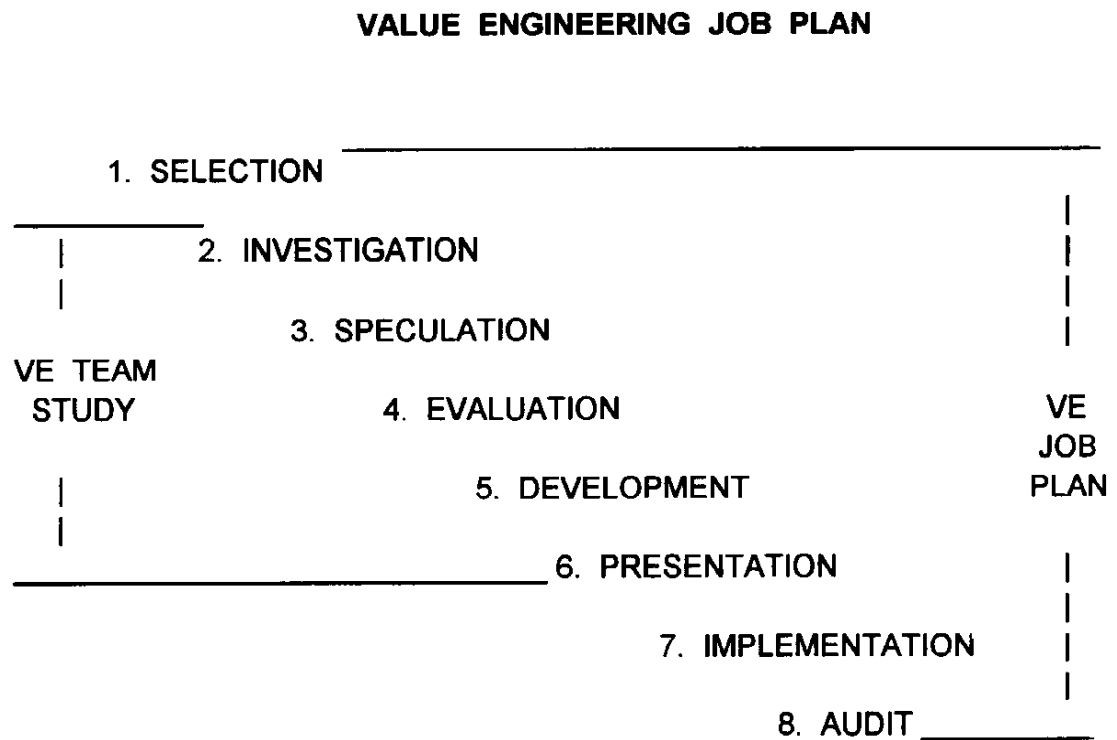 VALUE ENGINEERING JOB PLAN
1. SELECTION
2. INVESTIGATION
3. SPECULATION
VE TEAM
STUDY
4. EVALUATION
VE
JOB
PLAN
5. DEVELOPMENT
6. PRESENTATION
7. IMPLEMENTATION
8. AUDIT